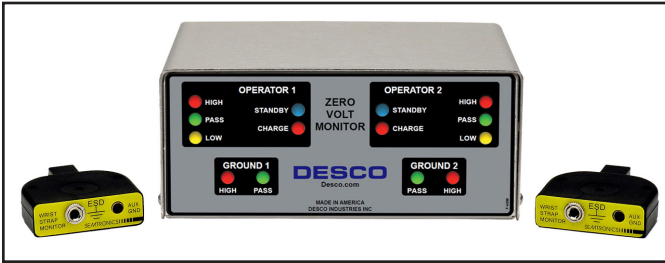 OPERATOR 1
HIGH
PASS
LOW
STANDBY
CHARGE
ZERO
VOLT
MONITOR
OPERATOR 2
STANDBY
CHARGE
HIGH
PASS
LOW
GROUND 1
HIGH PASS
DESCO
Desco.com
GROUND 2
PASS HIGH
MADE IN AMERICA
DESCO INDUSTRIES INC
WRIST
STRAP
MONITOR
ESD
AUX
GND
SEMTRONICS
WRIST
STRAP
MONITOR
ESD
AUX
GND
SEMTRONICS